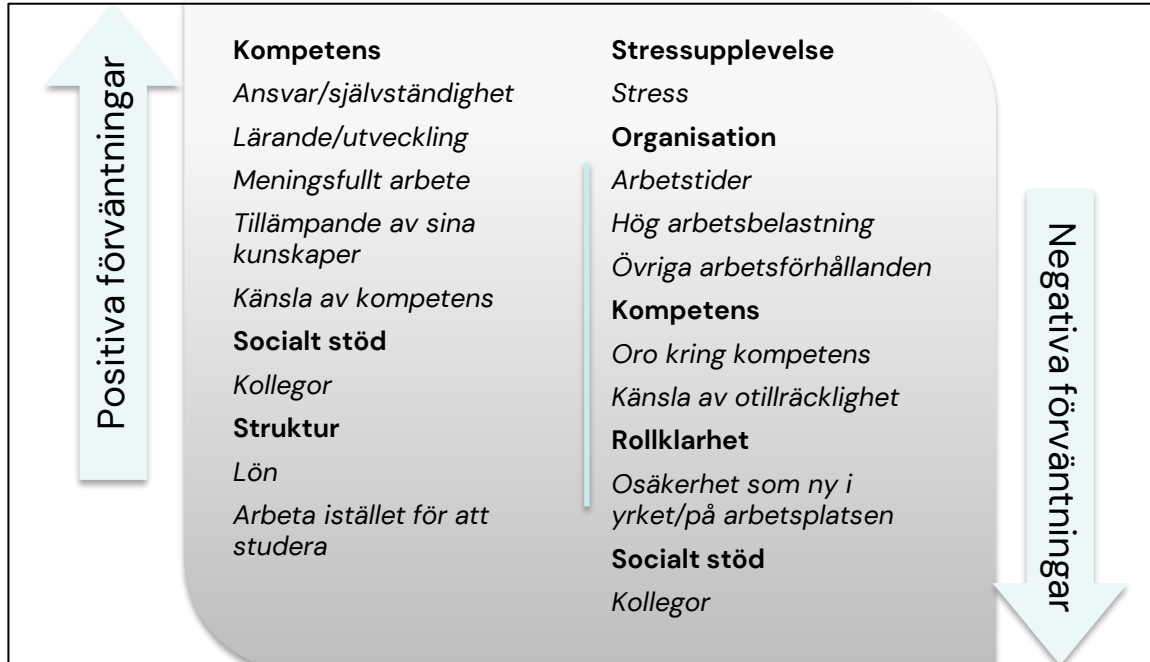 Positiva förväntningar
Kompetens
Ansvar/självständighet
Lärande/utveckling
Meningsfullt arbete
Tillämpande av sina
kunskaper
Känsla av kompetens
Socialt stöd
Kollegor
Struktur
Lön
Arbeta istället för att
studera
Stressupplevelse
Stress
Organisation
Arbetstider
Hög arbetsbelastning
Övriga arbetsförhållanden
Kompetens
Oro kring kompetens
Känsla av otillräcklighet
Rollklarhet
Osäkerhet som ny i
yrket/på arbetsplatsen
Socialt stöd
Kollegor
Negativa förväntningar